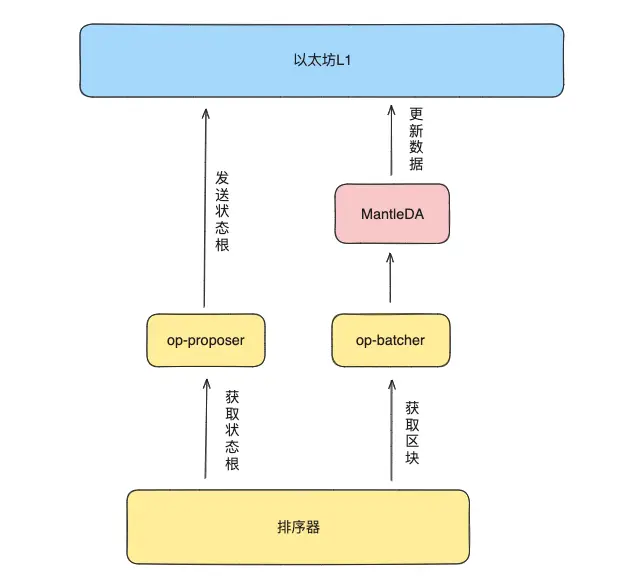 以太坊L1
更新数据
发送状态根
MantleDA
op-proposer
op-batcher
获取状态根
获取区块
排序器